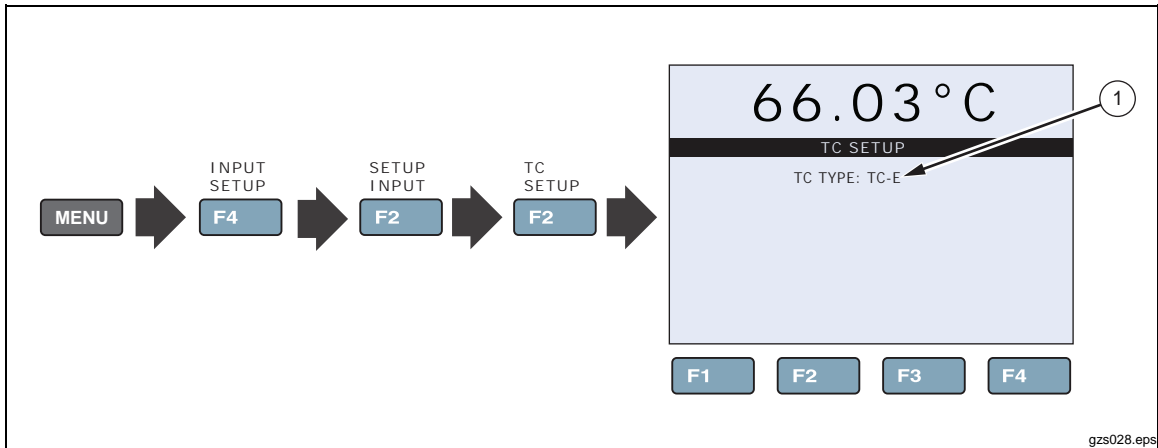 MENU
INPUT
SETUP
F4
SETUP
INPUT
F2
TC
SETUP
F2
66.03°C
TC SETUP
TC TYPE: TC-E
1
F1 F2 F3 F4
gzs028.eps